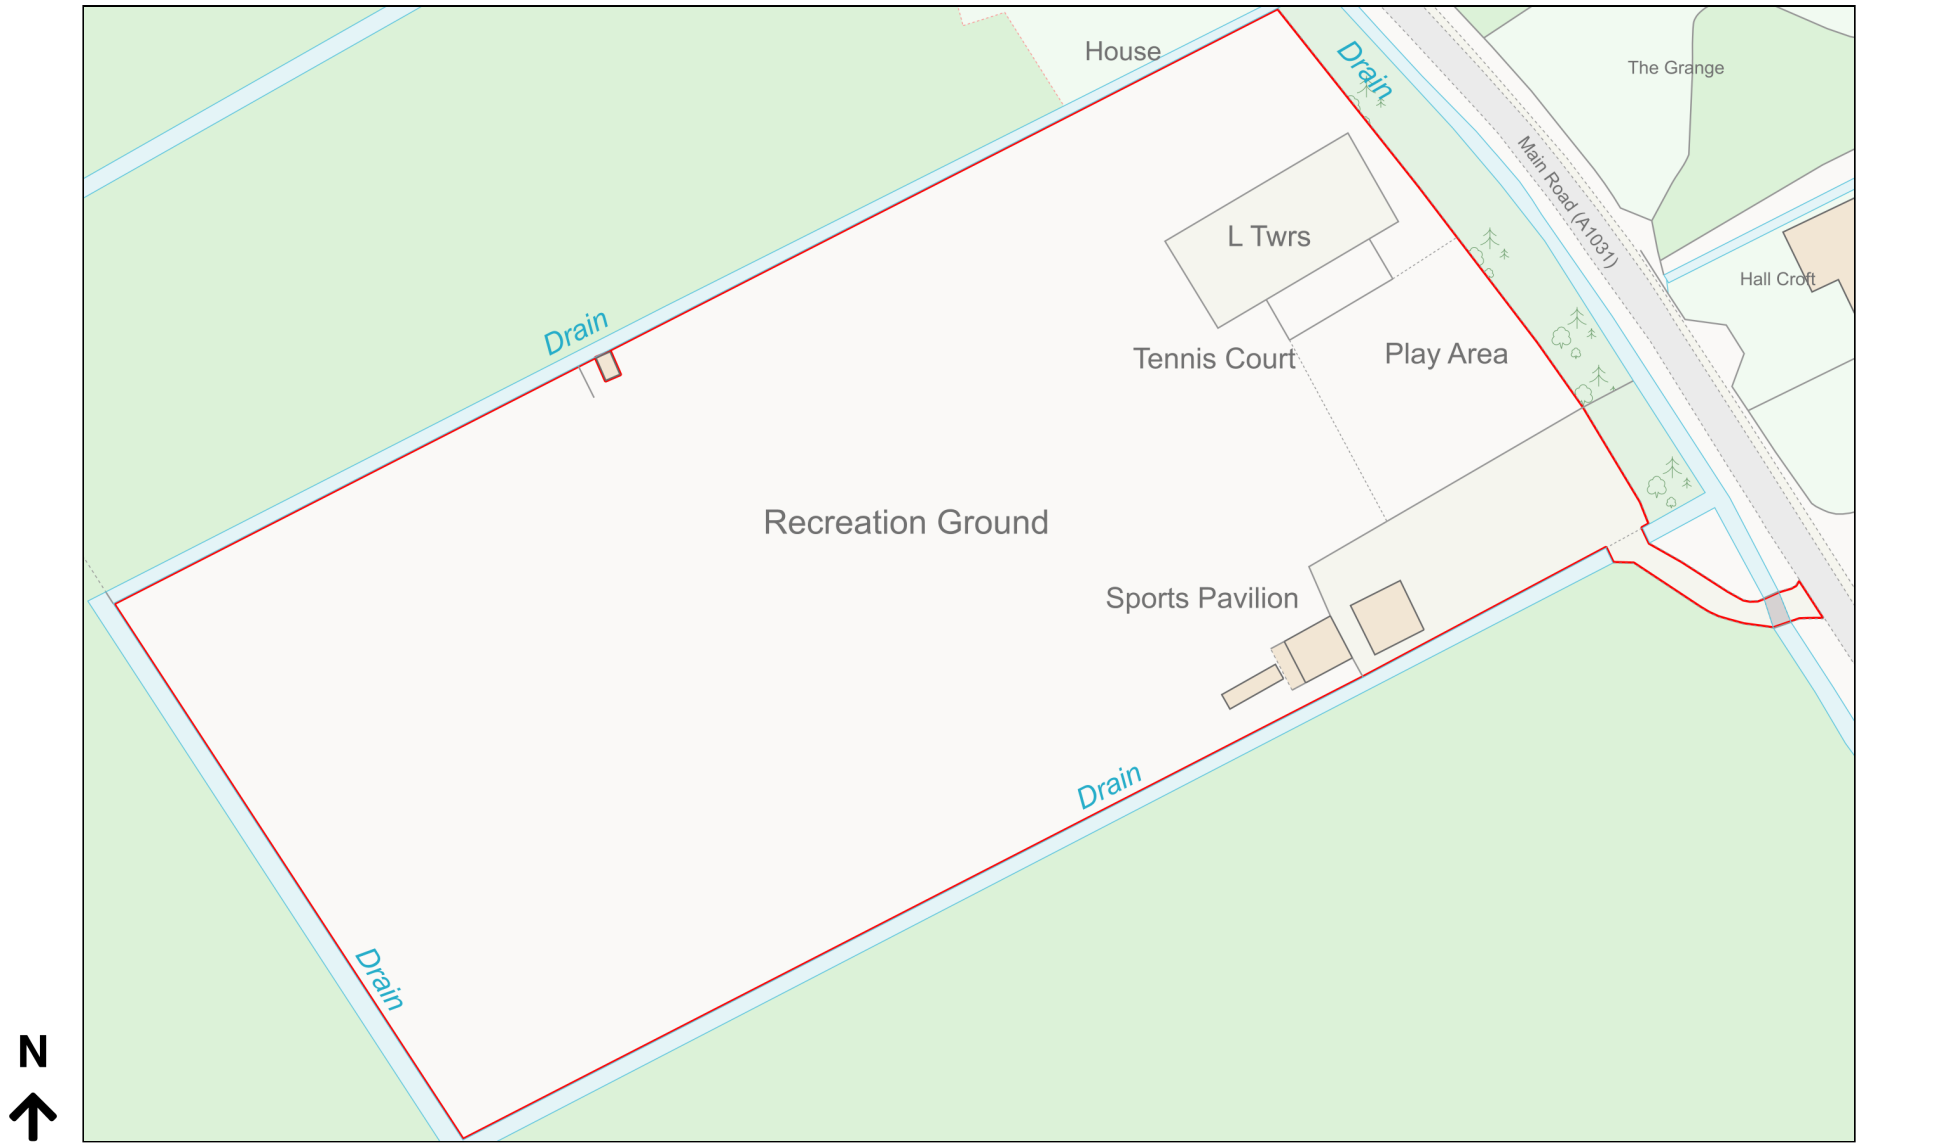 House
Drain
The Grange
Main Road (A1031)
L Twrs
Hall Croft
Drain
Tennis Court
Play Area
Recreation Ground
Sports Pavilion
Drain
Drain
N